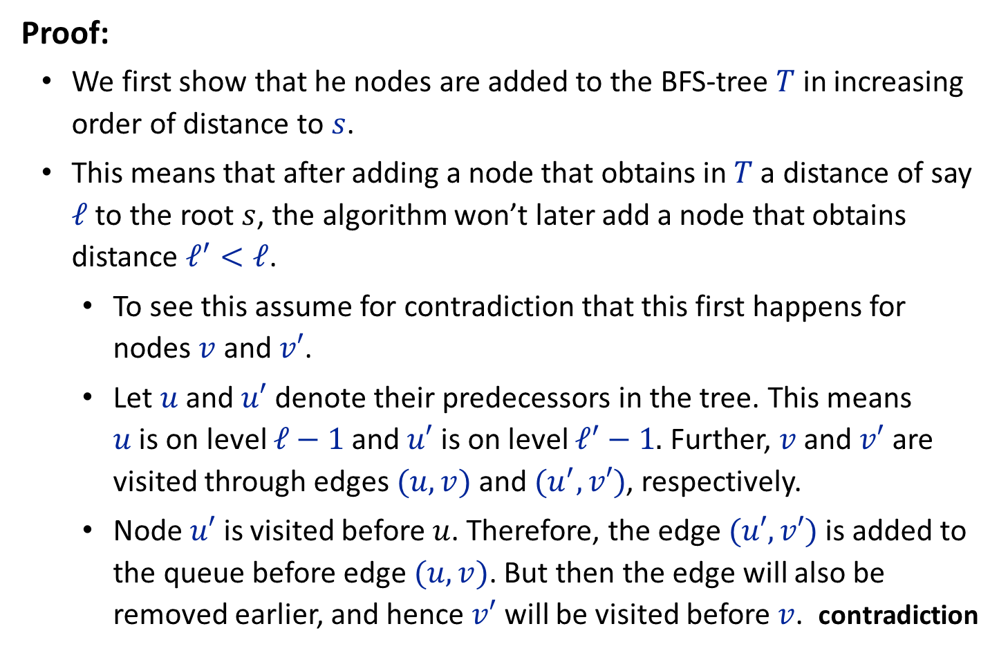 Proof:
• We first show that he nodes are added to the BFS-tree T in increasing
order of distance to s.
• This means that after adding a node that obtains in T a distance of say
ℓ to the root s, the algorithm won’t later add a node that obtains
distance ℓ′ < ℓ.
• To see this assume for contradiction that this first happens for
nodes v and v′.
• Let u and u′ denote their predecessors in the tree. This means
u is on level ℓ − 1 and u′ is on level ℓ′ − 1. Further, v and v′ are
visited through edges (u, v) and (u′, v′), respectively.
• Node u′ is visited before u. Therefore, the edge (u′, v′) is added to
the queue before edge (u, v). But then the edge will also be
removed earlier, and hence v′ will be visited before v. contradiction